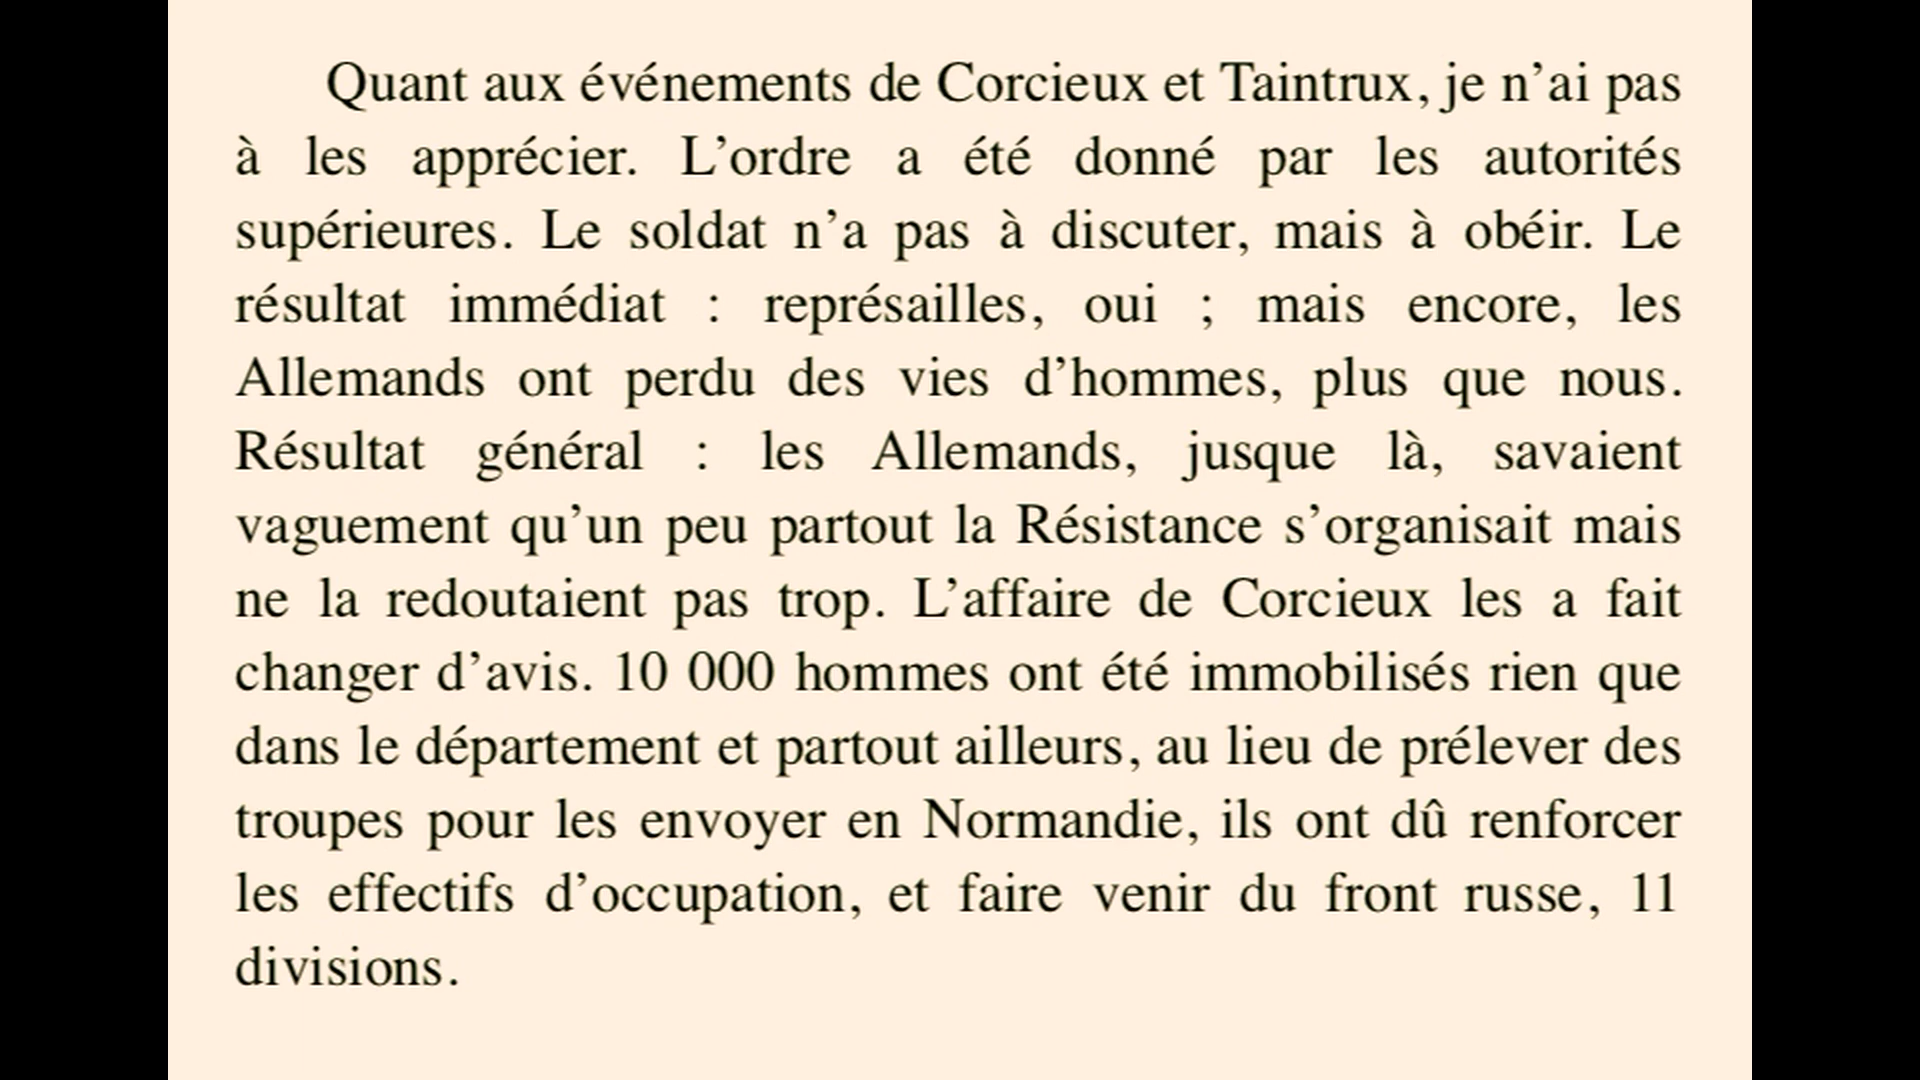 Quant aux événements de Corcieux et Taintrux, je n’ai pas
à les apprécier. L’ordre a été donné par les autorités
supérieures. Le soldat n’a pas à discuter, mais à obéir. Le
résultat immédiat : représailles, oui ; mais encore, les
Allemands ont perdu des vies d’hommes, plus que nous.
Résultat général : les Allemands, jusque là, savaient
vaguement qu’un peu partout la Résistance s’organisait mais
ne la redoutaient pas trop. L’affaire de Corcieux les a fait
changer d’avis. 10 000 hommes ont été immobilisés rien que
dans le département et partout ailleurs, au lieu de prélever des
troupes pour les envoyer en Normandie, ils ont dû renforcer
les effectifs d’occupation, et faire venir du front russe, 11
divisions.